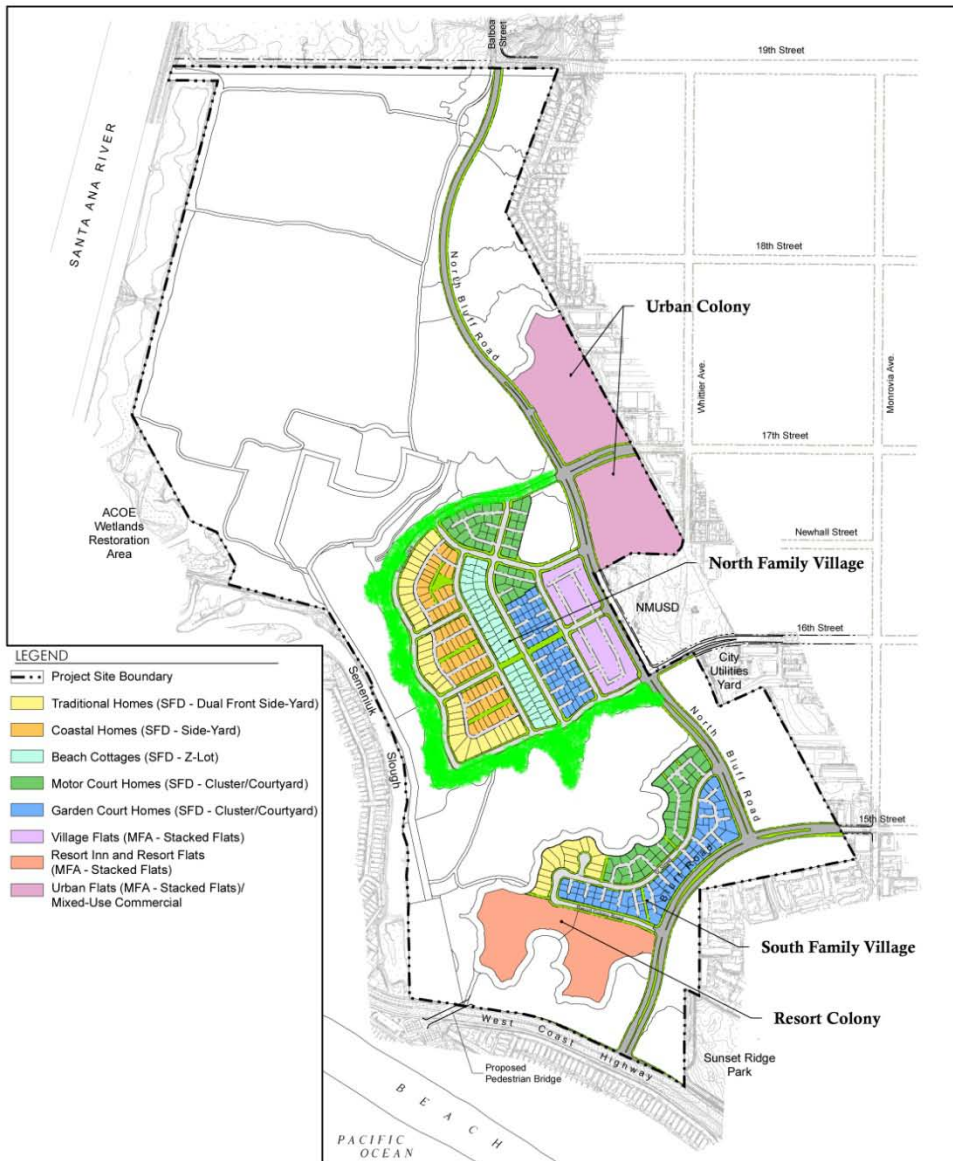 Balboa
Street
19th Street
SANTA ANA RIVER
18th Street
North Bluff Road
Urban Colony
Whittier Ave.
Monrovia Ave.
17th Street
ACOE
Wetlands
Restoration
Area
Newhall Street
North Family Village
NMUSD
16th Street
City
Utilities
Yard
LEGEND
Project Site Boundary
Traditional Homes (SFD - Dual Front Side-Yard)
Coastal Homes (SFD - Side-Yard)
Beach Cottages (SFD - Z-Lot)
Motor Court Homes (SFD - Cluster/Courtyard)
Garden Court Homes (SFD - Cluster/Courtyard)
Village Flats (MFA - Stacked Flats)
Resort Inn and Resort Flats
(MFA - Stacked Flats)
Urban Flats (MFA - Stacked Flats)/
Mixed-Use Commercial
Semeniuk
Slough
North Bluff Road
15th Street
Road
South Family Village
Resort Colony
West Coast Highway
Sunset Ridge
Park
Proposed
Pedestrian Bridge
BEACH
PACIFIC
OCEAN